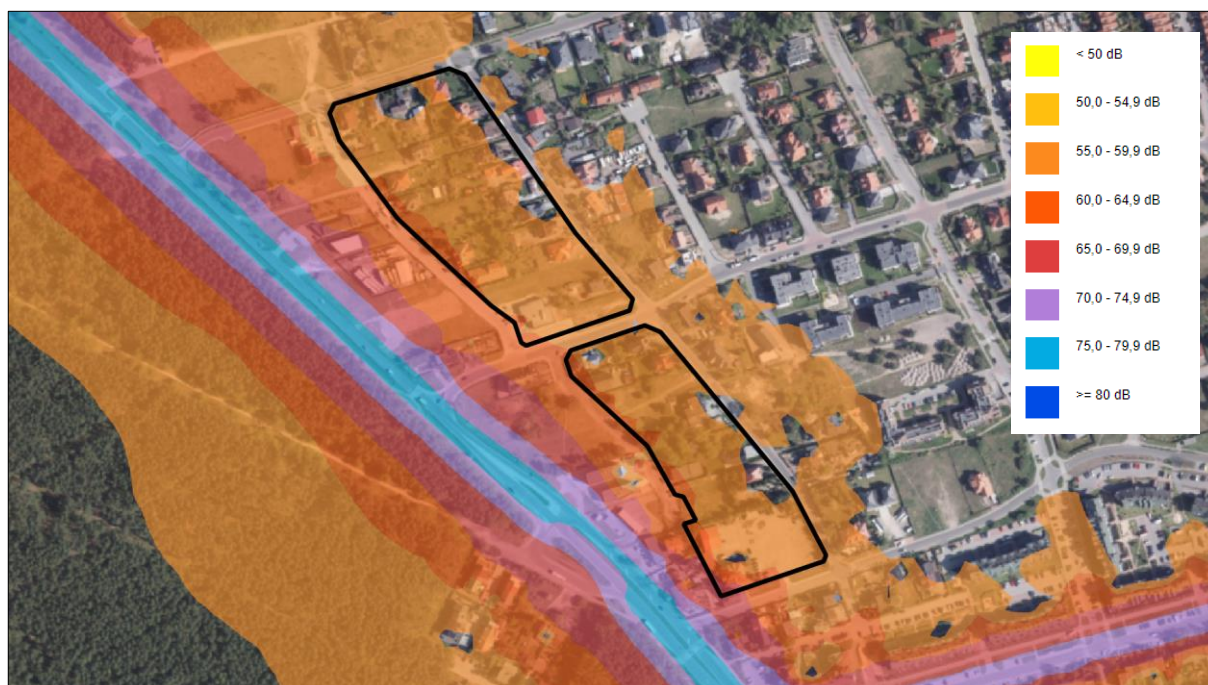 < 50 dB
50,0 - 54,9 dB
55,0 - 59,9 dB
60,0 - 64,9 dB
65,0 - 69,9 dB
70,0 - 74,9 dB
75,0 - 79,9 dB
>= 80 dB